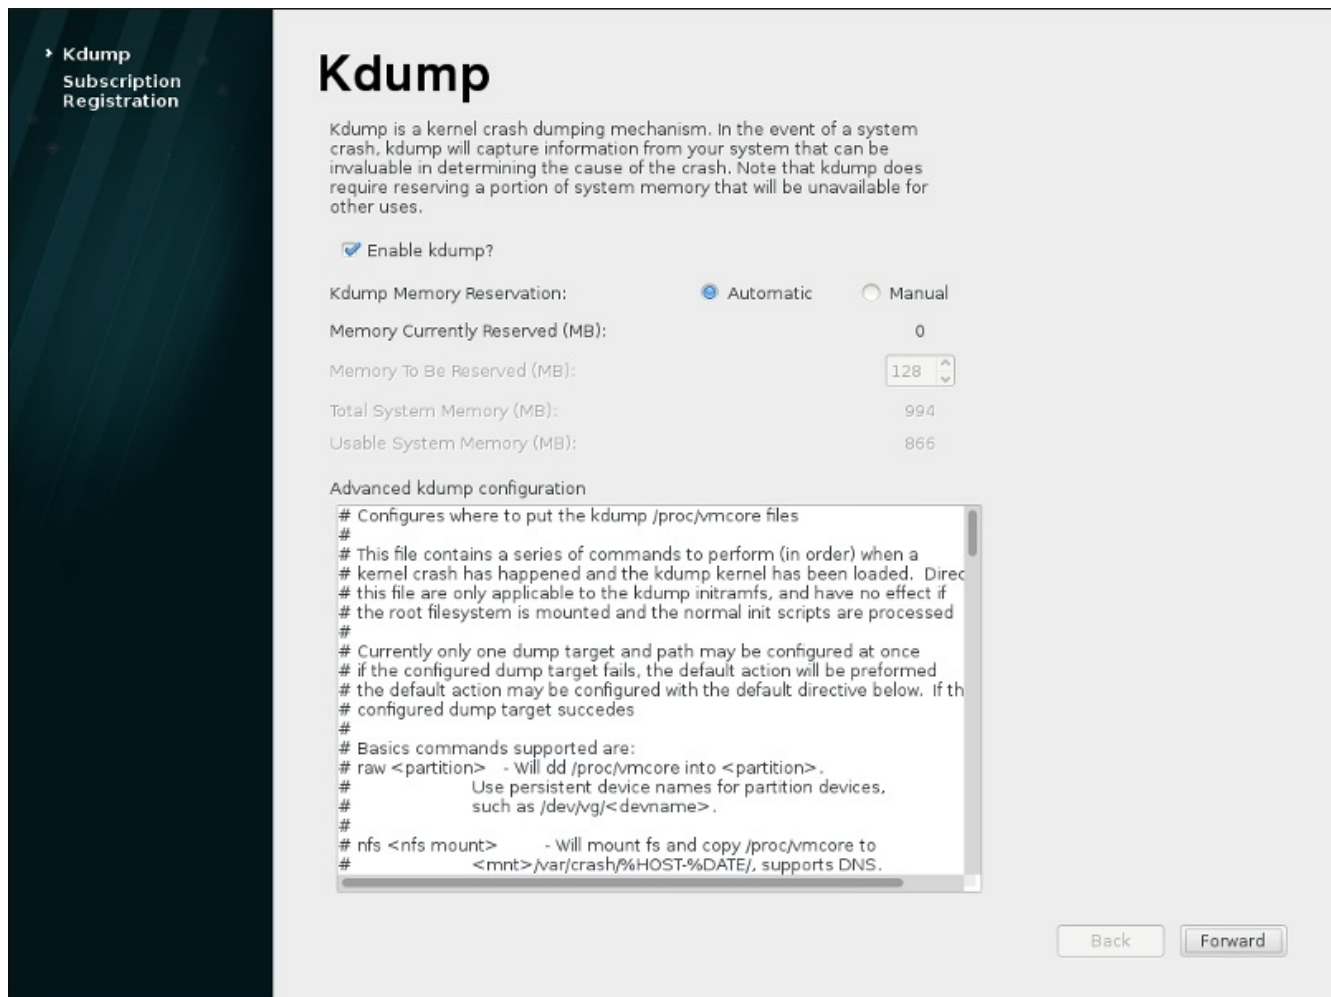 Kdump
Subscription
Registration
Kdump
Kdump is a kernel crash dumping mechanism. In the event of a system
crash, kdump will capture information from your system that can be
invaluable in determining the cause of the crash. Note that kdump does
require reserving a portion of system memory that will be unavailable for
other uses.
Enable kdump?
Kdump Memory Reservation: Automatic Manual
Memory Currently Reserved (MB): 0
Memory To Be Reserved (MB): 128
Total System Memory (MB): 994
Usable System Memory (MB): 866
Advanced kdump configuration
# Configures where to put the kdump /proc/vmcore files
#
# This file contains a series of commands to perform (in order) when a
# kernel crash has happened and the kdump kernel has been loaded. Direc
# this file are only applicable to the kdump initramfs, and have no effect if
# the root filesystem is mounted and the normal init scripts are processed
#
# Currently only one dump target and path may be configured at once
# if the configured dump target fails, the default action will be preformed
# the default action may be configured with the default directive below. If th
# configured dump target succedes
#
# Basics commands supported are:
# raw <partition> - Will dd /proc/vmcore into <partition>.
# Use persistent device names for partition devices,
# such as /dev/vg/<devname>.
#
# nfs <nfs mount> - Will mount fs and copy /proc/vmcore to
# <mnt>/var/crash/%HOST-%DATE/, supports DNS.
Back Forward